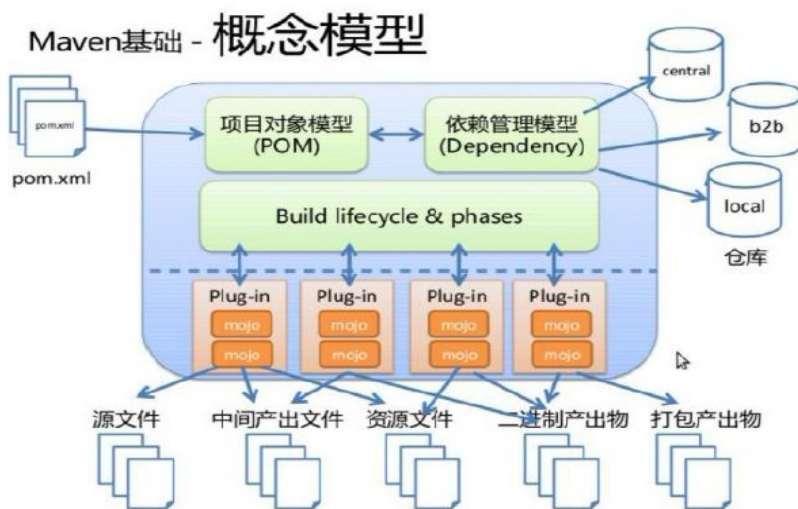 Maven基础 - 概念模型
central
pom.xml
项目对象模型
(POM)
依赖管理模型
(Dependency)
b2b
pom.xml
Build lifecycle & phases
local
仓库
Plug-in
Plug-in
Plug-in
Plug-in
mojo
mojo
mojo
mojo
mojo
mojo
mojo
mojo
源文件
中间产出文件
资源文件
二进制产出物
打包产出物